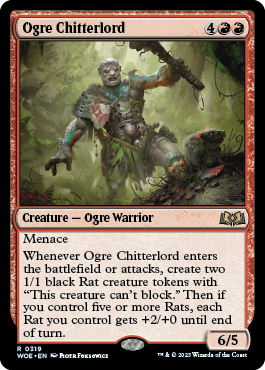 Ogre Chitterlord 4
Creature — Ogre Warrior
Menace
Whenever Ogre Chitterlord enters
the battlefield or attacks, create two
1/1 black Rat creature tokens with
“This creature can’t block.” Then if
you control five or more Rats, each
Rat you control gets +2/+0 until end
of turn.
6/5
R 0319
WOE • EN Piotr Foksowicz
™ & © 2023 Wizards of the Coast